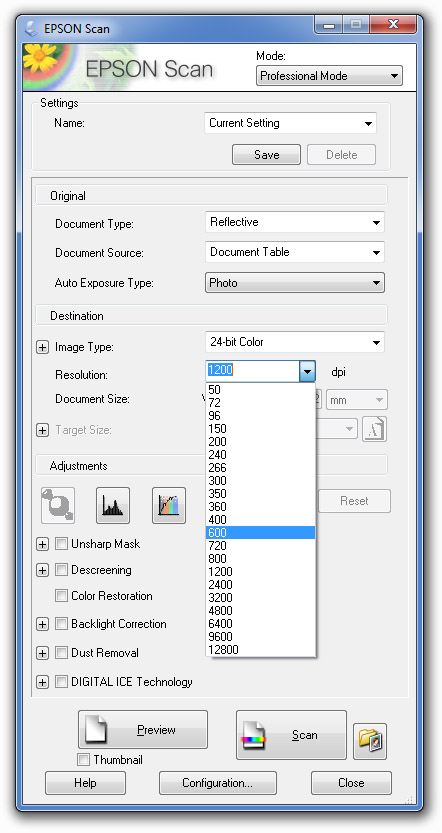 EPSON Scan
EPSON Scan
Mode:
Professional Mode
Settings
Name:
Current Setting
Save
Delete
Original
Document Type:
Reflective
Document Source:
Document Table
Auto Exposure Type:
Photo
Destination
Image Type:
24-bit Color
Resolution:
1200
dpi
Document Size:
mm
Target Size:
50
72
96
150
200
240
266
300
350
360
400
600
720
800
1200
2400
3200
4800
6400
9600
12800
Adjustments
Reset
Unsharp Mask
Descreening
Color Restoration
Backlight Correction
Dust Removal
DIGITAL ICE Technology
Preview
Scan
Thumbnail
Help
Configuration...
Close